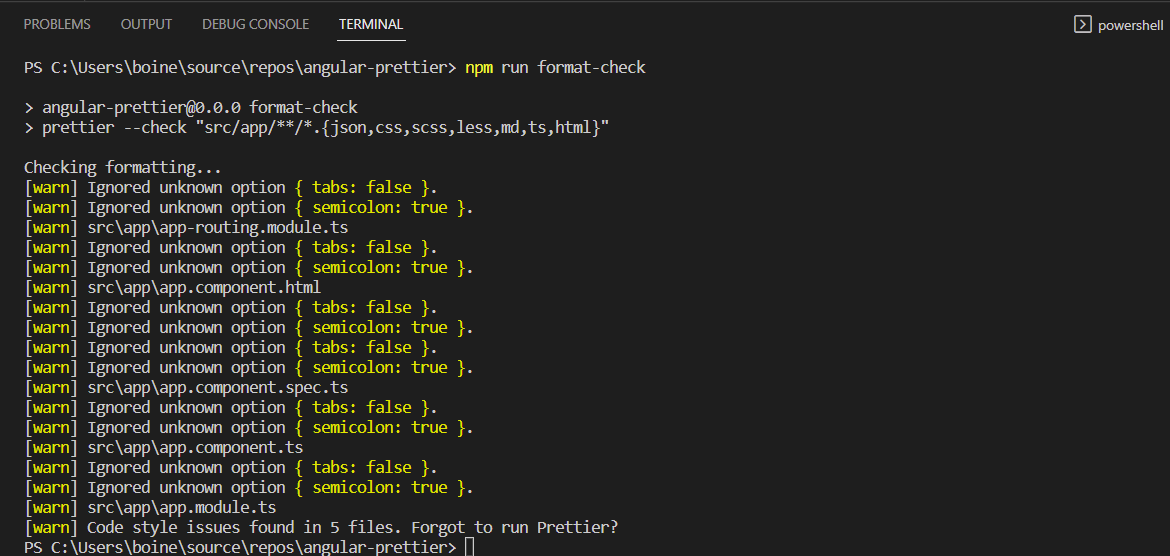 PROBLEMS OUTPUT DEBUG CONSOLE TERMINAL powershell
PS C:\Users\boine\source\repos\angular-prettier> npm run format-check
> angular-prettier@0.0.0 format-check
> prettier --check "src/app/**/*.{json,css,scss,less,md,ts,html}"
Checking formatting...
[warn] Ignored unknown option { tabs: false }.
[warn] Ignored unknown option { semicolon: true }.
[warn] src\app\app-routing.module.ts
[warn] Ignored unknown option { tabs: false }.
[warn] Ignored unknown option { semicolon: true }.
[warn] src\app\app.component.html
[warn] Ignored unknown option { tabs: false }.
[warn] Ignored unknown option { semicolon: true }.
[warn] Ignored unknown option { tabs: false }.
[warn] Ignored unknown option { semicolon: true }.
[warn] src\app\app.component.spec.ts
[warn] Ignored unknown option { tabs: false }.
[warn] Ignored unknown option { semicolon: true }.
[warn] src\app\app.component.ts
[warn] Ignored unknown option { tabs: false }.
[warn] Ignored unknown option { semicolon: true }.
[warn] src\app\app.module.ts
[warn] Code style issues found in 5 files. Forgot to run Prettier?
PS C:\Users\boine\source\repos\angular-prettier>